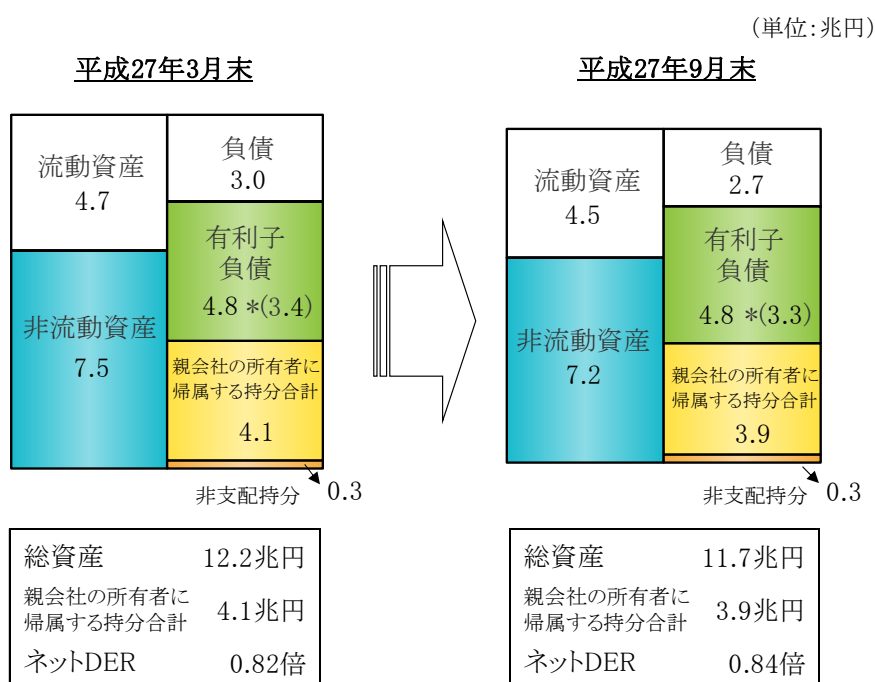 (単位:兆円)
平成27年3月末
流動資産
4.7
非流動資産
7.5
負債
3.0
有利子
負債
4.8 *(3.4)
親会社の所有者に
帰属する持分合計
4.1
非支配持分
0.3
総資産 12.2兆円
親会社の所有者に
帰属する持分合計 4.1兆円
ネットDER 0.82倍
平成27年9月末
流動資産
4.5
非流動資産
7.2
負債
2.7
有利子
負債
4.8 *(3.3)
親会社の所有者に
帰属する持分合計
3.9
非支配持分
0.3
総資産 11.7兆円
親会社の所有者に
帰属する持分合計 3.9兆円
ネットDER 0.84倍